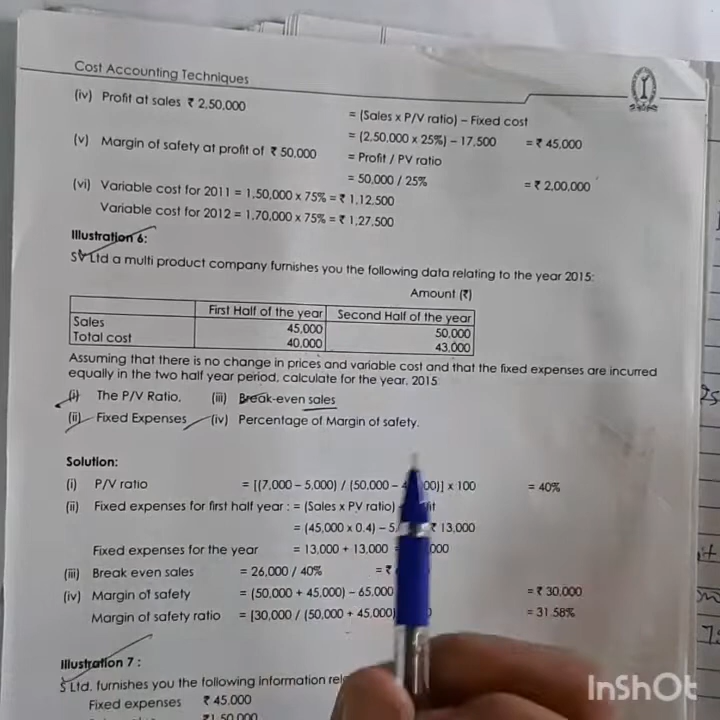 Cost Accounting Techniques
(iv) Profit at sales ₹ 2,50,000 = (Sales x P/V ratio) – Fixed cost
= (2,50,000 x 25%) – 17,500 = ₹ 45,000
(v) Margin of safety at profit of ₹ 50,000 = Profit / PV ratio
= 50,000 / 25% = ₹ 2,00,000
(vi) Variable cost for 2011 = 1,50,000 x 75% = ₹ 1,12,500
Variable cost for 2012 = 1,70,000 x 75% = ₹ 1,27,500
Illustration 6:
SV Ltd a multi product company furnishes you the following data relating to the year 2015:
Amount (₹)
First Half of the year Second Half of the year
Sales 45,000 50,000
Total cost 40,000 43,000
Assuming that there is no change in prices and variable cost and that the fixed expenses are incurred
equally in the two half year period, calculate for the year, 2015
(i) The P/V Ratio, (iii) Break-even sales
(ii) Fixed Expenses (iv) Percentage of Margin of safety.
Solution:
(i) P/V ratio = [(7,000 – 5,000) / (50,000 – 00)] x 100 = 40%
(ii) Fixed expenses for first half year : = (Sales x PV ratio)
= (45,000 x 0.4) – 5 ₹ 13,000
Fixed expenses for the year = 13,000 + 13,000 000
(iii) Break even sales = 26,000 / 40% = ₹
(iv) Margin of safety = (50,000 + 45,000) – 65,000 = ₹ 30,000
Margin of safety ratio = [30,000 / (50,000 + 45,000) = 31.58%
Illustration 7 :
S Ltd. furnishes you the following information
Fixed expenses ₹ 45,000
₹1,50,000
InShOt